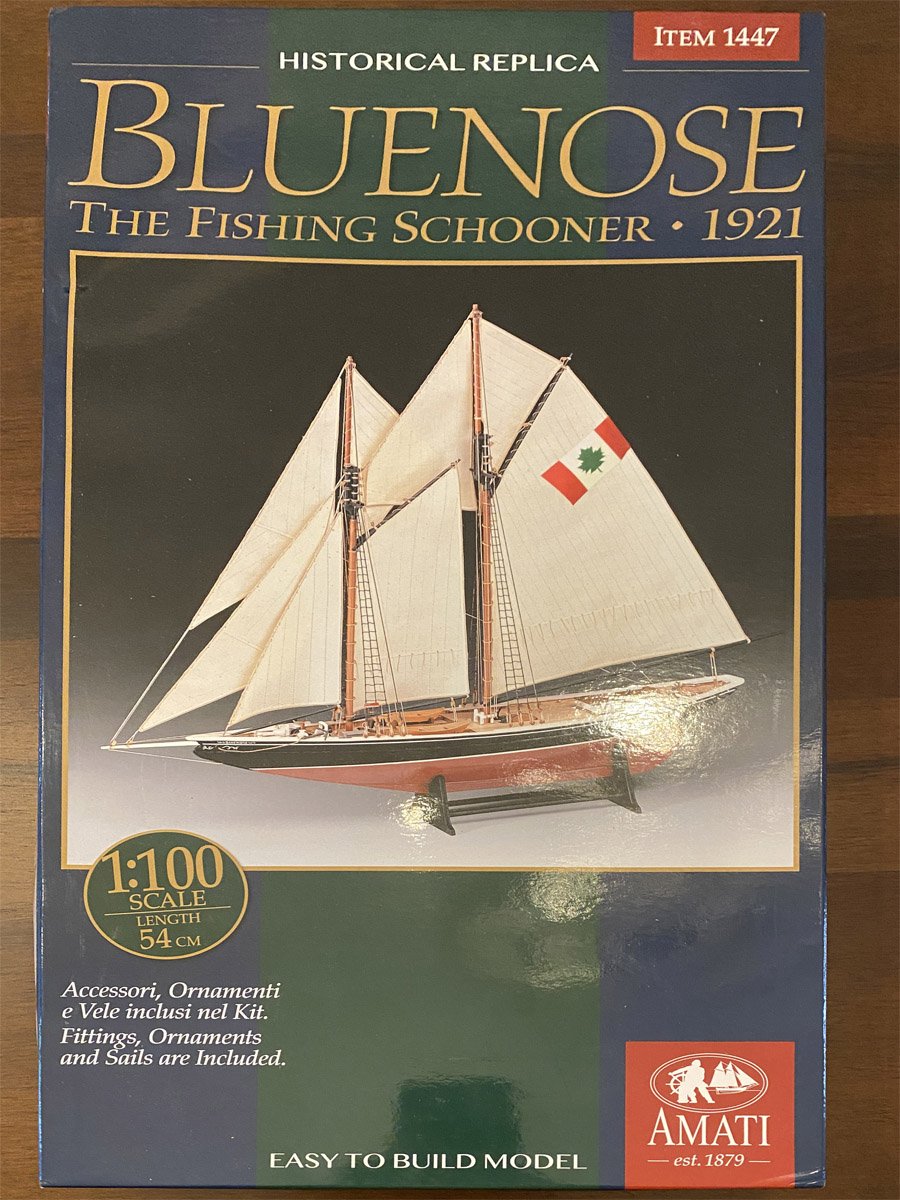 ITEM 1447
HISTORICAL REPLICA
BLUENOSE
THE FISHING SCHOONER • 1921
1:100
SCALE
LENGTH
54 CM
Accessori, Ornamenti
e Vele inclusi nel Kit.
Fittings, Ornaments
and Sails are Included.
AMATI
est. 1879
EASY TO BUILD MODEL